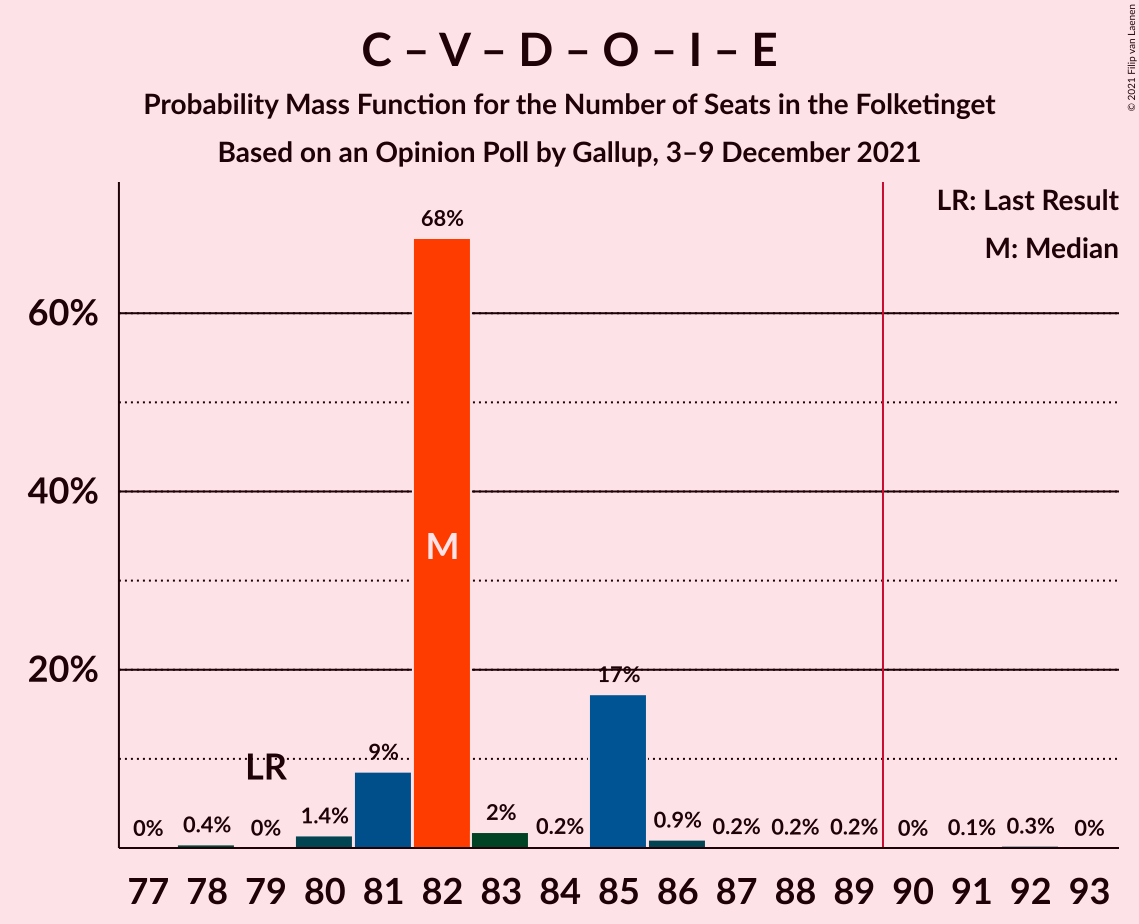 C – V – D – O – I – E
Probability Mass Function for the Number of Seats in the Folketinget
Based on an Opinion Poll by Gallup, 3–9 December 2021
© 2021 Filip van Laenen
LR: Last Result
M: Median
60%
40%
20%
68%
M
17%
LR
9%
0% 0.4% 0% 1.4% 2% 0.2% 0.9% 0.2% 0.2% 0.2% 0% 0.1% 0.3% 0%
77 78 79 80 81 82 83 84 85 86 87 88 89 90 91 92 93